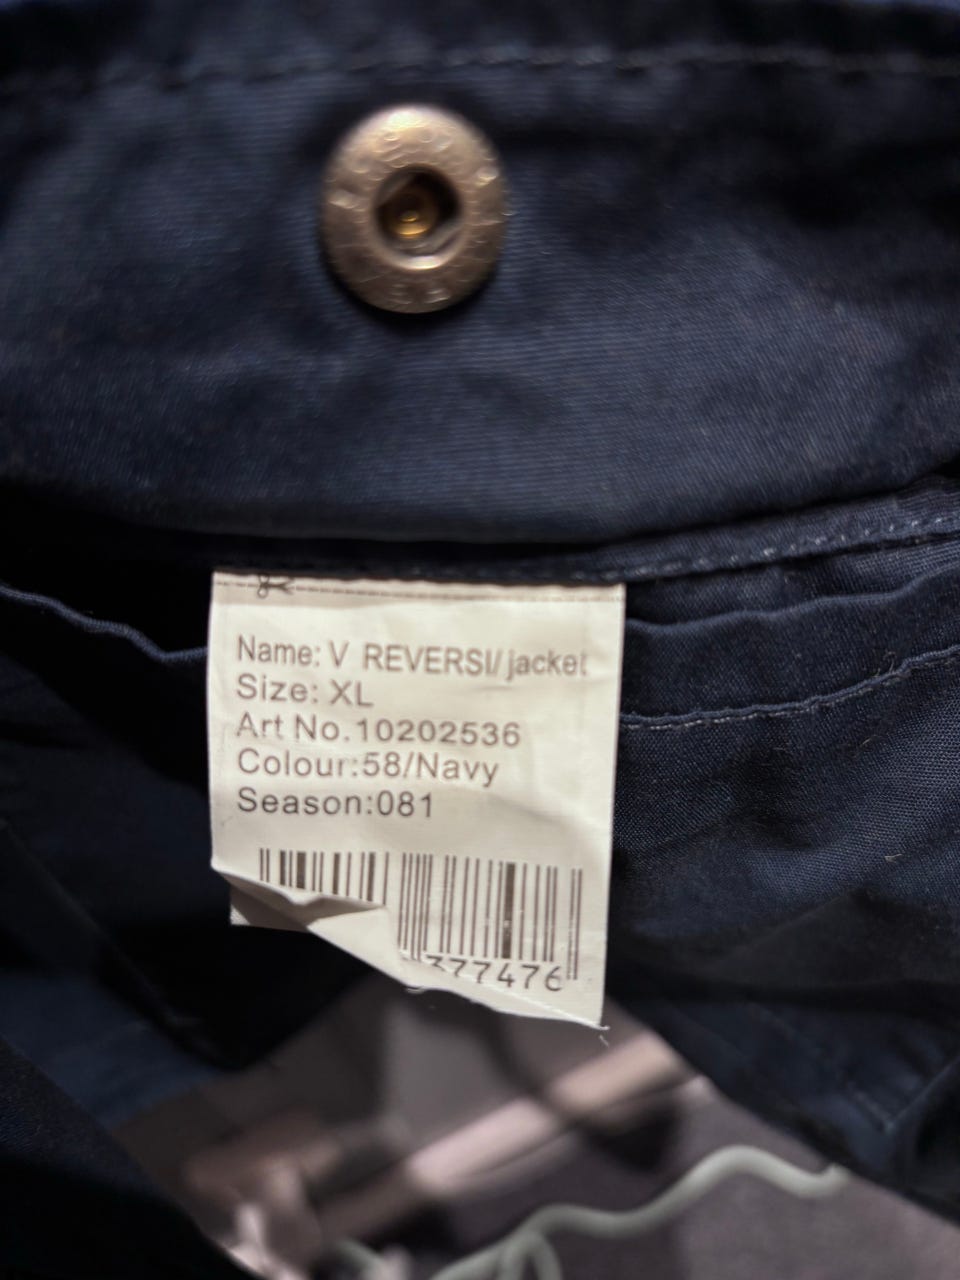 Name: V REVERSI/jacket
Size: XL
Art No.10202536
Colour:58/Navy
Season:081
377476